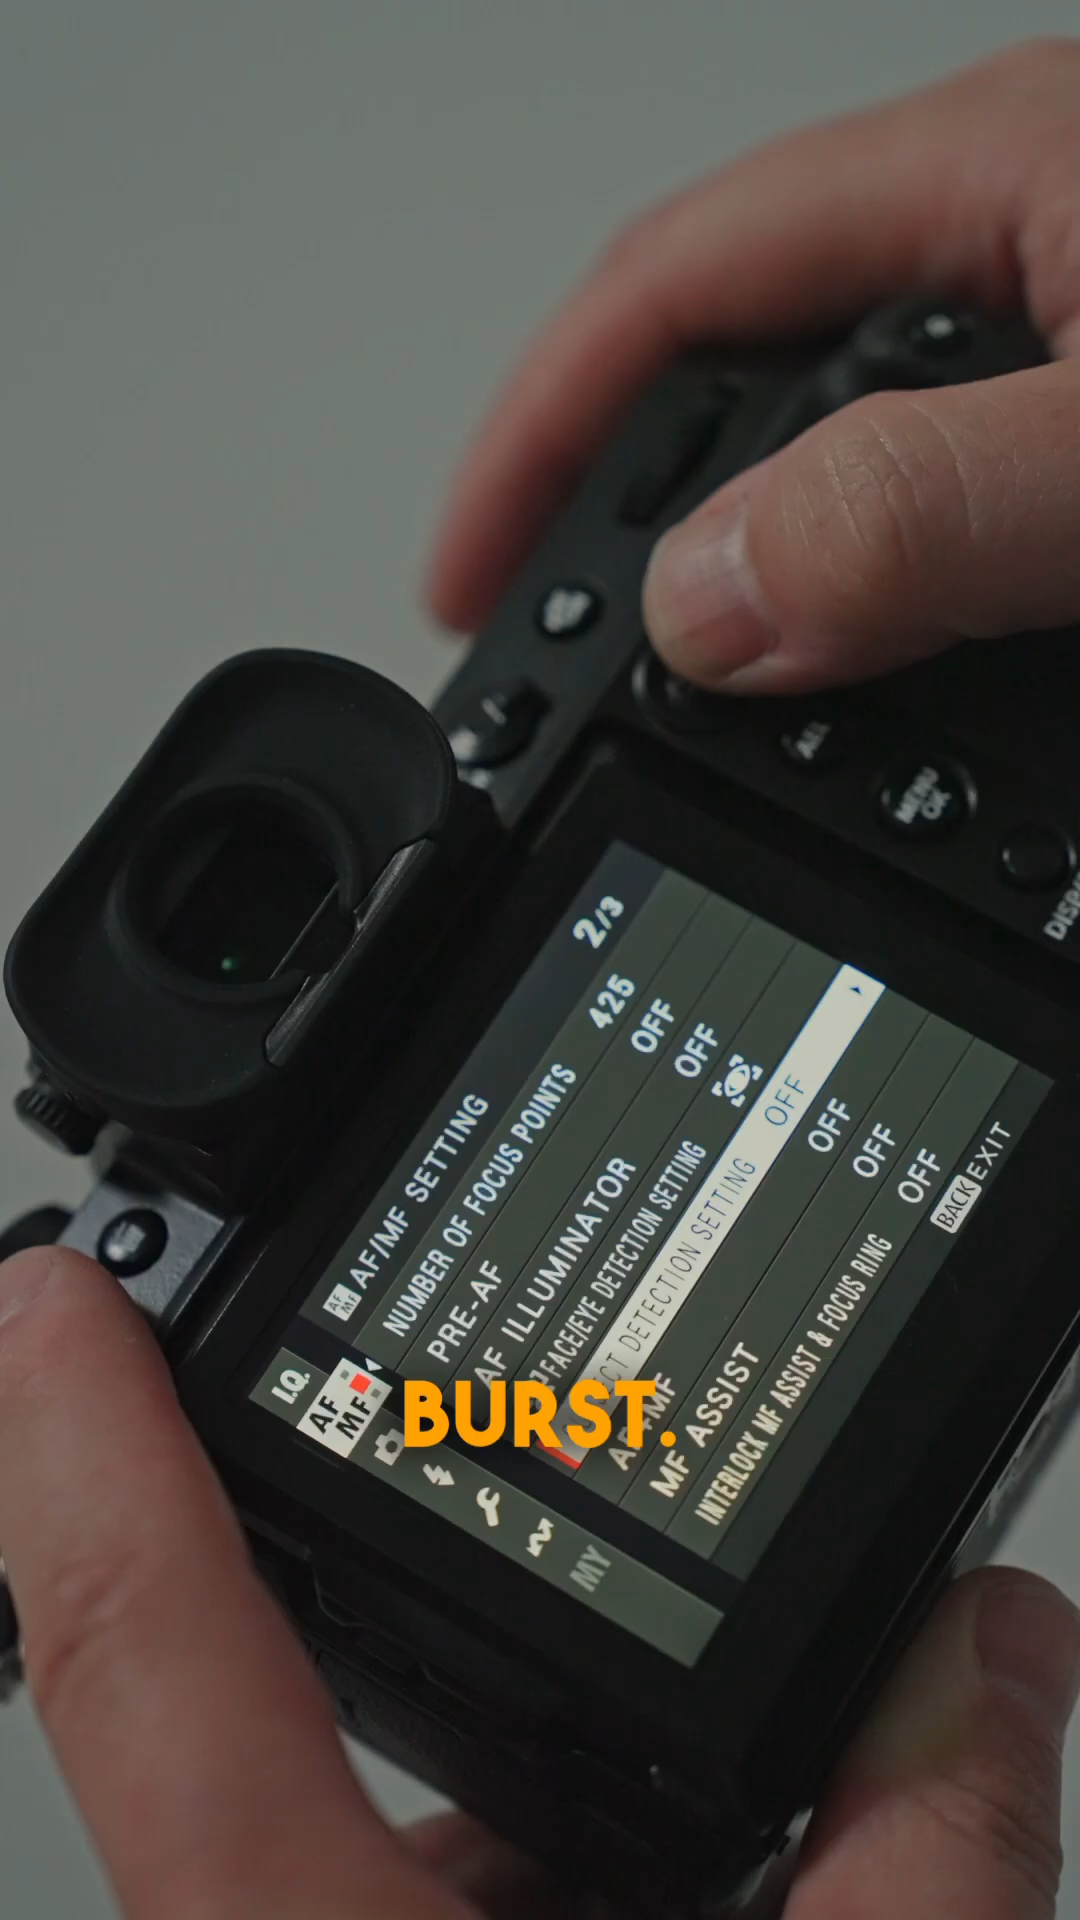 AF/MF SETTING 2/3
NUMBER OF FOCUS POINTS 425
PRE-AF OFF
AF ILLUMINATOR OFF
FACE/EYE DETECTION SETTING
DETECTION SETTING OFF
AF+MF OFF
MF ASSIST OFF
INTERLOCK MF ASSIST & FOCUS RING OFF
BACK EXIT
I.Q.
AF
MF
MY
BURST.
AEL
MENU
OK